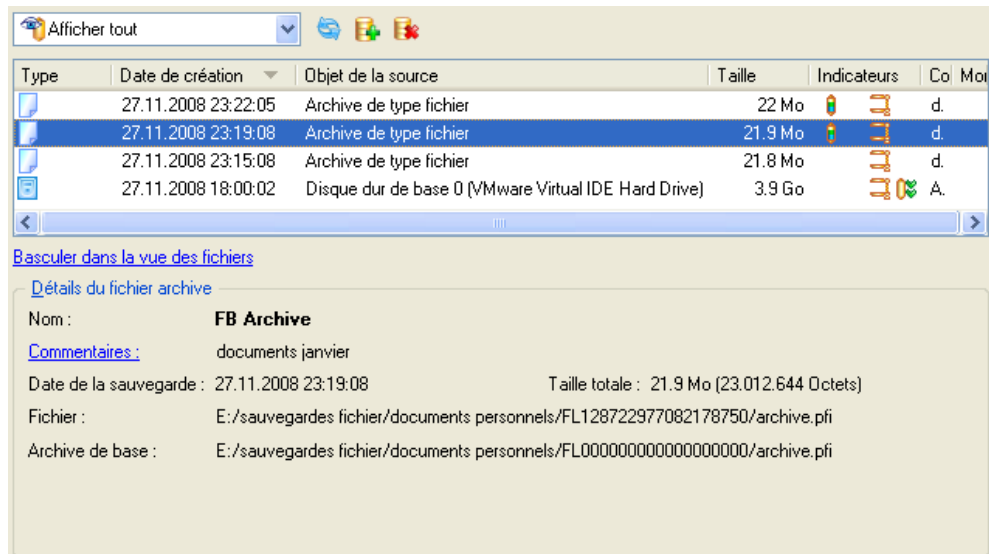 Afficher tout
Type Date de création Objet de la source Taille Indicateurs Co Moi
27.11.2008 23:22:05 Archive de type fichier 22 Mo d.
27.11.2008 23:19:08 Archive de type fichier 21.9 Mo d.
27.11.2008 23:15:08 Archive de type fichier 21.8 Mo d.
27.11.2008 18:00:02 Disque dur de base 0 (VMware Virtual IDE Hard Drive) 3.9 Go A.
Basculer dans la vue des fichiers
Détails du fichier archive
Nom : FB Archive
Commentaires : documents janvier
Date de la sauvegarde : 27.11.2008 23:19:08 Taille totale : 21.9 Mo (23.012.644 Octets)
Fichier : E:/sauvegardes fichier/documents personnels/FL128722977082178750/archive.pfi
Archive de base : E:/sauvegardes fichier/documents personnels/FL000000000000000000/archive.pfi